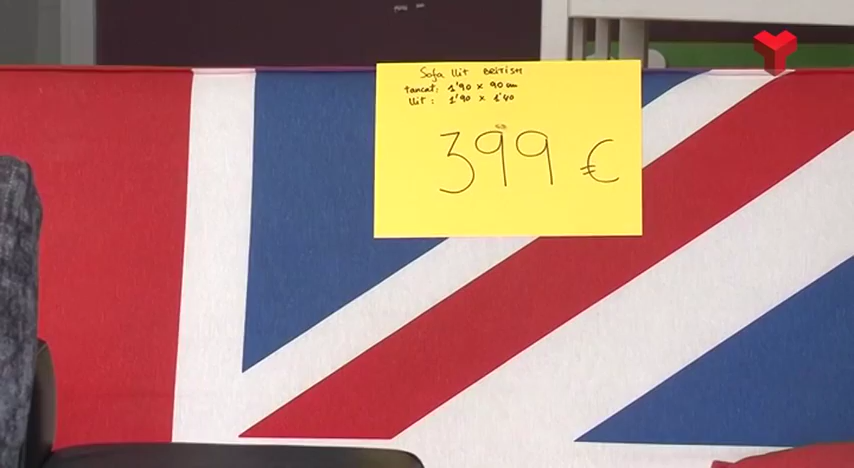 Sofa llit BRITISH
tancat: 1'90 x 90 cm
llit: 1'90 x 1'40
399 €